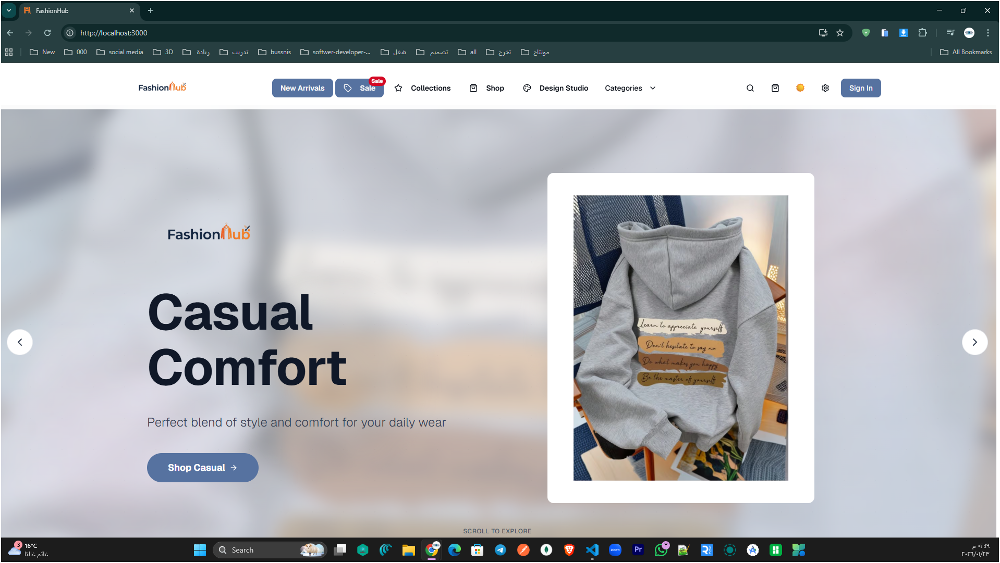 FashionHub
http://localhost:3000
New
000
social media
3D
ريادة
تدريب
bussnis
softwer-developer-...
شغل
تصميم
all
تخرج
مونتاج
All Bookmarks
FashionHub
New Arrivals
Sale
Sale
Collections
Shop
Design Studio
Categories
Sign In
FashionHub
Casual
Comfort
Perfect blend of style and comfort for your daily wear
Shop Casual
Learn to appreciate yourself
Don't hesitate to say no
Do what makes you happy
Be the master of yourself
SCROLL TO EXPLORE
3
16°C
غائم غالبًا
Search
zoom
Pr
٣
٠٢:١٩ م
٢٠٢٦/٠١/٢٣